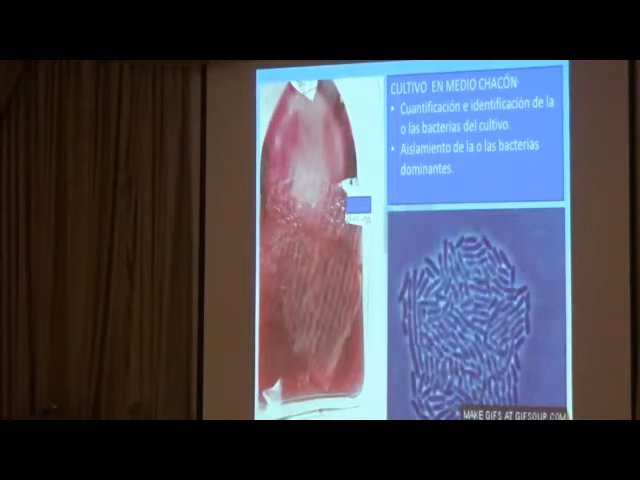 CULTIVO EN MEDIO CHACÓN
• Cuantificación e identificación de la
o las bacterias del cultivo.
• Aislamiento de la o las bacterias
dominantes.
MAKE GIFS AT GIFSOUP.COM